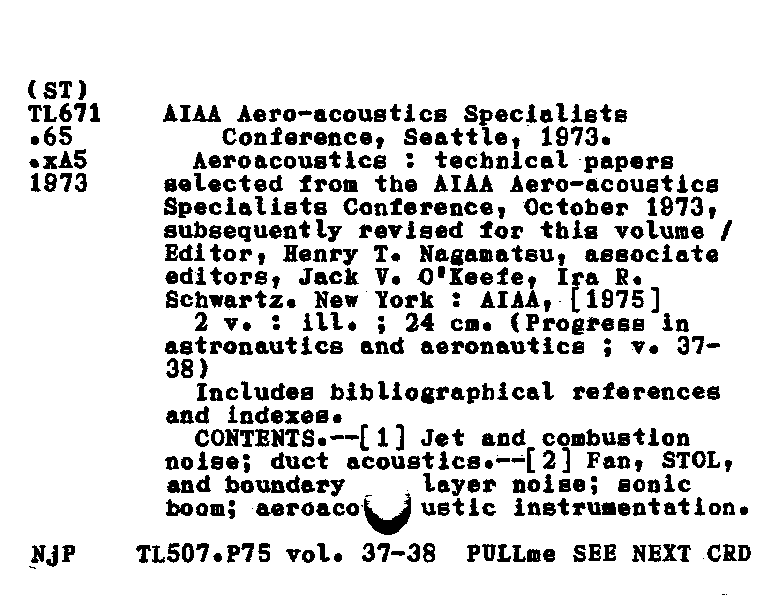 (ST)
TL671 AIAA Aero-acoustics Specialists
.65 Conference, Seattle, 1973.
.xA5 Aeroacoustics : technical papers
1973 selected from the AIAA Aero-acoustics
Specialists Conference, October 1973,
subsequently revised for this volume /
Editor, Henry T. Nagamatsu, associate
editors, Jack V. O'Keefe, Ira R.
Schwartz. New York : AIAA, [1975]
2 v. : ill. ; 24 cm. (Progress in
astronautics and aeronautics ; v. 37-
38)
Includes bibliographical references
and indexes.
CONTENTS.--[1] Jet and combustion
noise; duct acoustics.--[2] Fan, STOL,
and boundary layer noise; sonic
boom; aeroaco ustic instrumentation.
NjP TL507.P75 vol. 37-38 PULLme SEE NEXT CRD